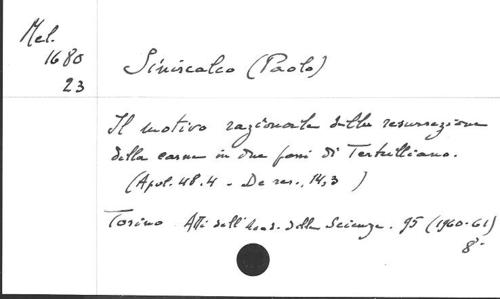 Mel.
1680
23
Siniscalco (Paolo)
Il motivo razionale della resurrezione
della carne in due passi di Tertulliano.
(Apol. 48.4 - De res., 14,3 )
Torino Atti dell'Acad. delle Scienze. 95 (1960-61)
8°